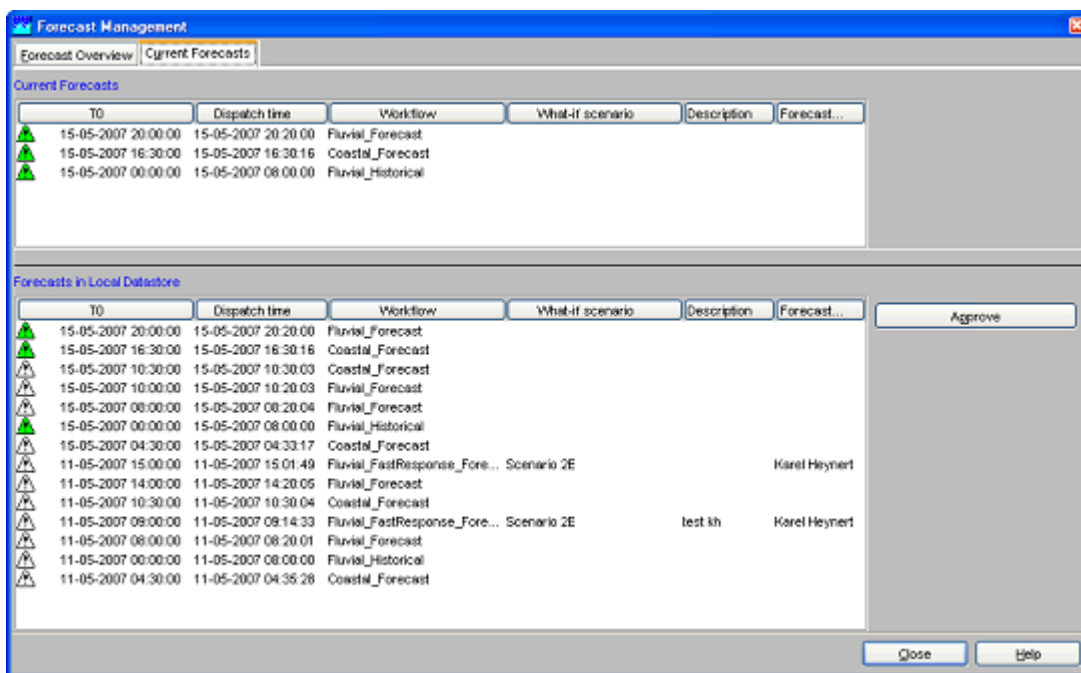 Forecast Management
Forecast Overview Current Forecasts
Current Forecasts
T0 Dispatch time Workflow What-if scenario Description Forecast...
15-05-2007 20:00:00 15-05-2007 20:20:00 Fluvial_Forecast
15-05-2007 16:30:00 15-05-2007 16:30:16 Coastal_Forecast
15-05-2007 00:00:00 15-05-2007 08:00:00 Fluvial_Historical
Forecasts in Local Datastore
T0 Dispatch time Workflow What-if scenario Description Forecast... Approve
15-05-2007 20:00:00 15-05-2007 20:20:00 Fluvial_Forecast
15-05-2007 16:30:00 15-05-2007 16:30:16 Coastal_Forecast
15-05-2007 10:30:00 15-05-2007 10:30:03 Coastal_Forecast
15-05-2007 10:00:00 15-05-2007 10:20:03 Fluvial_Forecast
15-05-2007 08:00:00 15-05-2007 08:20:04 Fluvial_Forecast
15-05-2007 00:00:00 15-05-2007 08:00:00 Fluvial_Historical
15-05-2007 04:30:00 15-05-2007 04:33:17 Coastal_Forecast
11-05-2007 15:00:00 11-05-2007 15:01:49 Fluvial_FastResponse_Fore... Scenario 2E Karel Heynert
11-05-2007 14:00:00 11-05-2007 14:20:05 Fluvial_Forecast
11-05-2007 10:30:00 11-05-2007 10:30:04 Coastal_Forecast
11-05-2007 09:00:00 11-05-2007 09:14:33 Fluvial_FastResponse_Fore... Scenario 2E test kh Karel Heynert
11-05-2007 08:00:00 11-05-2007 08:20:01 Fluvial_Forecast
11-05-2007 00:00:00 11-05-2007 08:00:00 Fluvial_Historical
11-05-2007 04:30:00 11-05-2007 04:35:28 Coastal_Forecast
Close Help